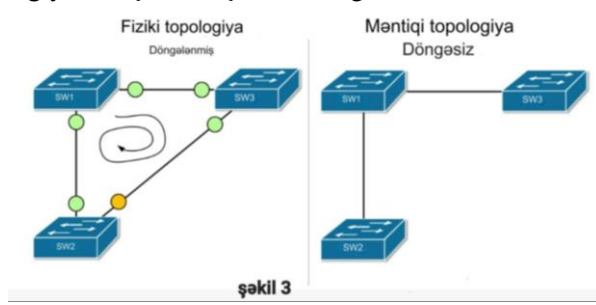 Fiziki topologiya
Döngələnmiş
SW1
SW3
SW2
Məntiqi topologiya
Döngəsiz
SW1
SW3
SW2
şəkil 3